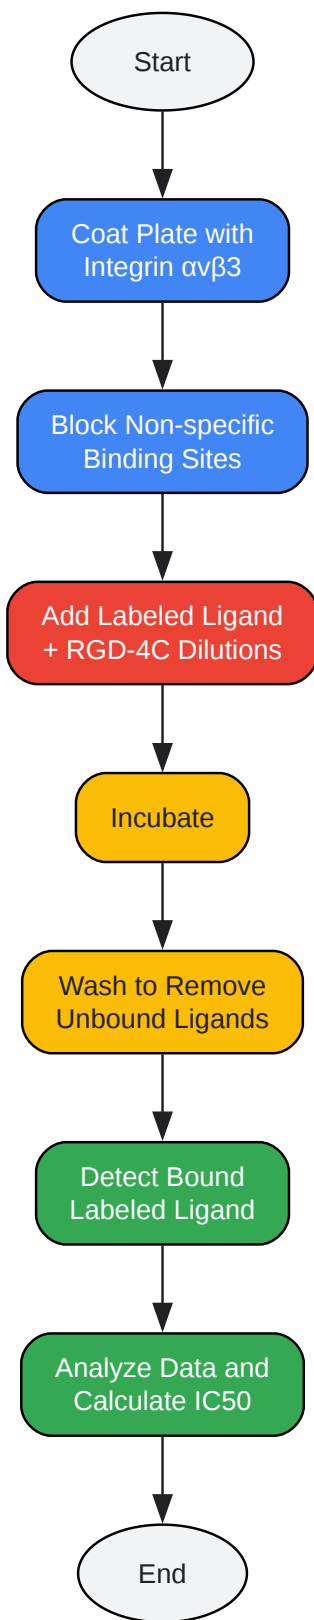 Start
Coat Plate with
Integrin αvβ3
Block Non-specific
Binding Sites
Add Labeled Ligand
+ RGD-4C Dilutions
Incubate
Wash to Remove
Unbound Ligands
Detect Bound
Labeled Ligand
Analyze Data and
Calculate IC50
End